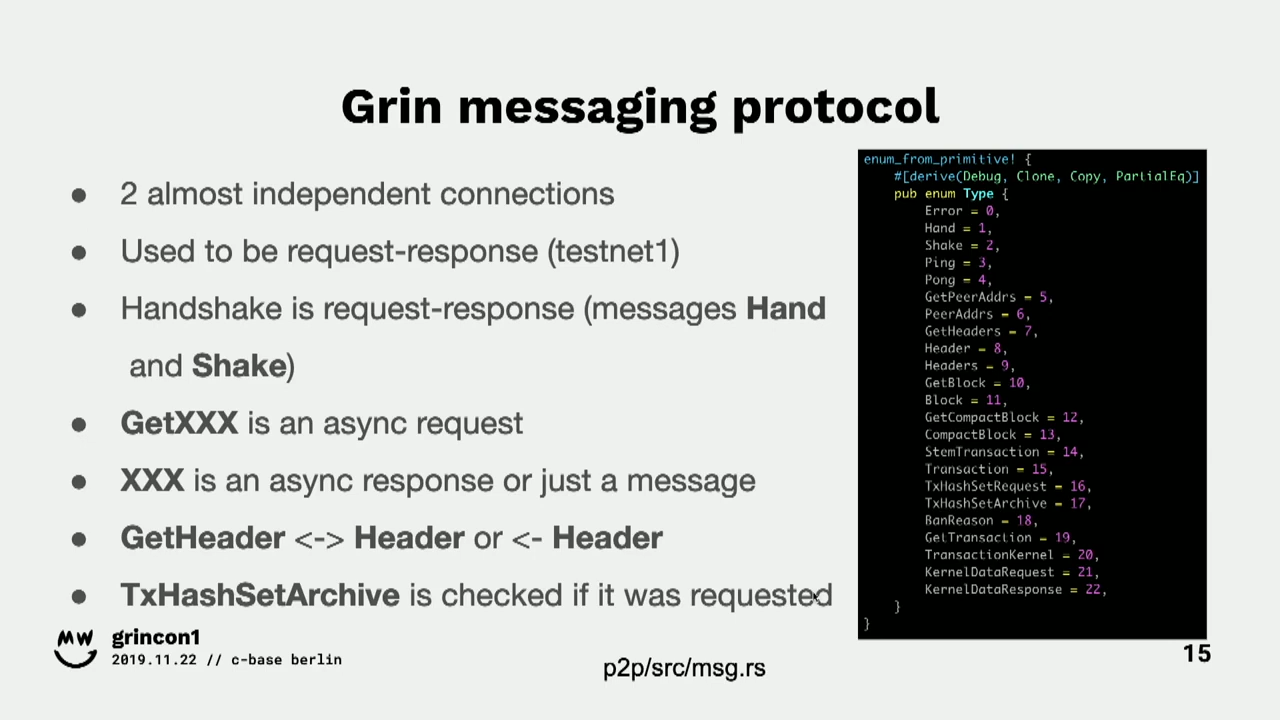 Grin messaging protocol
● 2 almost independent connections
● Used to be request-response (testnet1)
● Handshake is request-response (messages Hand
and Shake)
● GetXXX is an async request
● XXX is an async response or just a message
● GetHeader <-> Header or <- Header
● TxHashSetArchive is checked if it was requested
enum_from_primitive! {
#[derive(Debug, Clone, Copy, PartialEq)]
pub enum Type {
Error = 0,
Hand = 1,
Shake = 2,
Ping = 3,
Pong = 4,
GetPeerAddrs = 5,
PeerAddrs = 6,
GetHeaders = 7,
Header = 8,
Headers = 9,
GetBlock = 10,
Block = 11,
GetCompactBlock = 12,
CompactBlock = 13,
StemTransaction = 14,
Transaction = 15,
TxHashSetRequest = 16,
TxHashSetArchive = 17,
BanReason = 18,
GetTransaction = 19,
TransactionKernel = 20,
KernelDataRequest = 21,
KernelDataResponse = 22,
}
}
MW
grincon1
2019.11.22 // c-base berlin
p2p/src/msg.rs
15